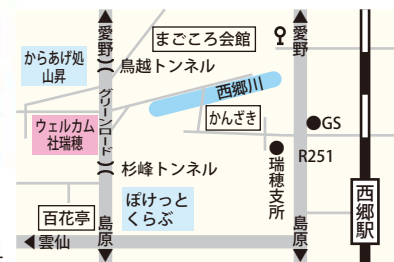 ▲愛野
まごころ会館
▲愛野
からあげ処
山昇
鳥越トンネル
グリーンロード
西郷川
ウェルカム
社瑞穂
かんざき
●GS
杉峰トンネル
●瑞穂支所
R251
ぽけっと
くらぶ
百花亭
西郷駅
◀雲仙
島原▼
島原▼